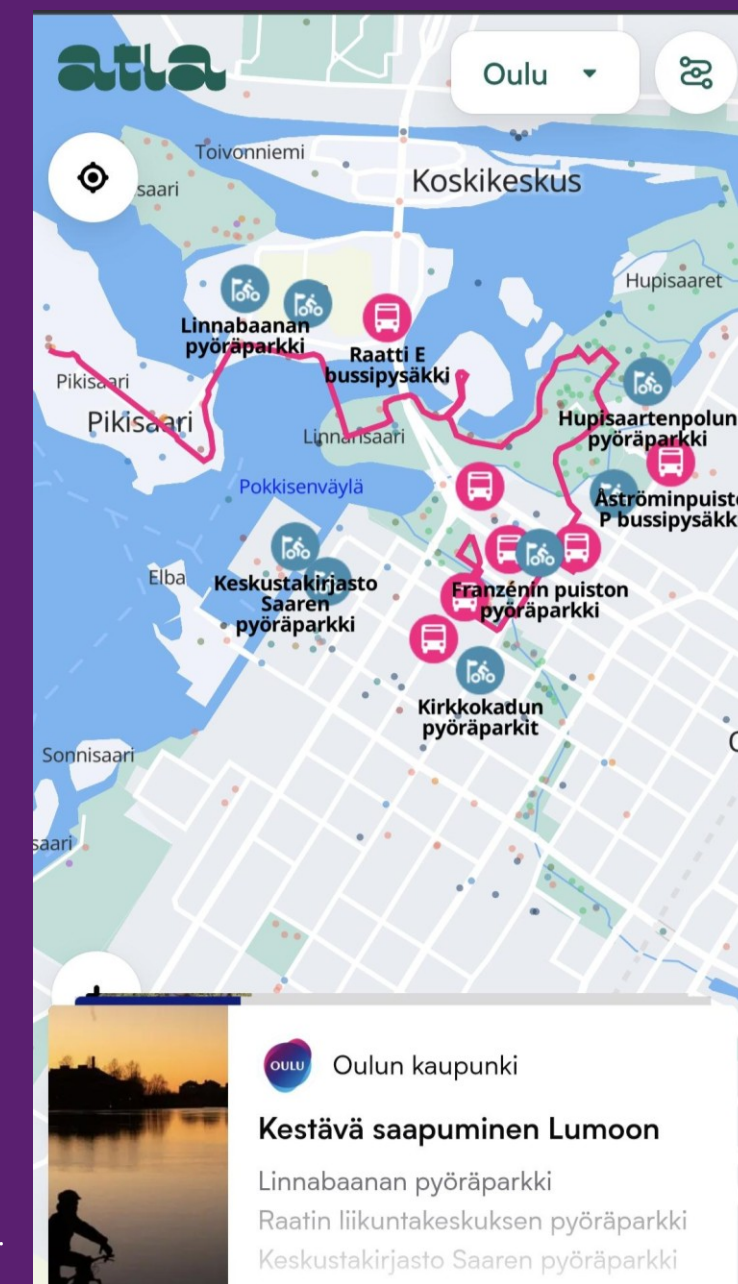 atla
Oulu
Toivonniemi
saari
Koskikeskus
Hupisaaret
Linnabaanan
pyöräparkki
Raatti E
bussipysäkki
Pikisaari
Pikisaari
Linnansaari
Hupisaartenpolun
pyöräparkki
Pokkisenväylä
Åströminpuisto
P bussipysäkk
Elba
Keskustakirjasto
Saaren
pyöräparkki
Franzénin puiston
pyöräparkki
Kirkkokadun
pyöräparkit
Sonnisaari
saari
OULU
Oulun kaupunki
Kestävä saapuminen Lumoon
Linnabaanan pyöräparkki
Raatin liikuntakeskuksen pyöräparkki
Keskustakirjasto Saaren pyöräparkki